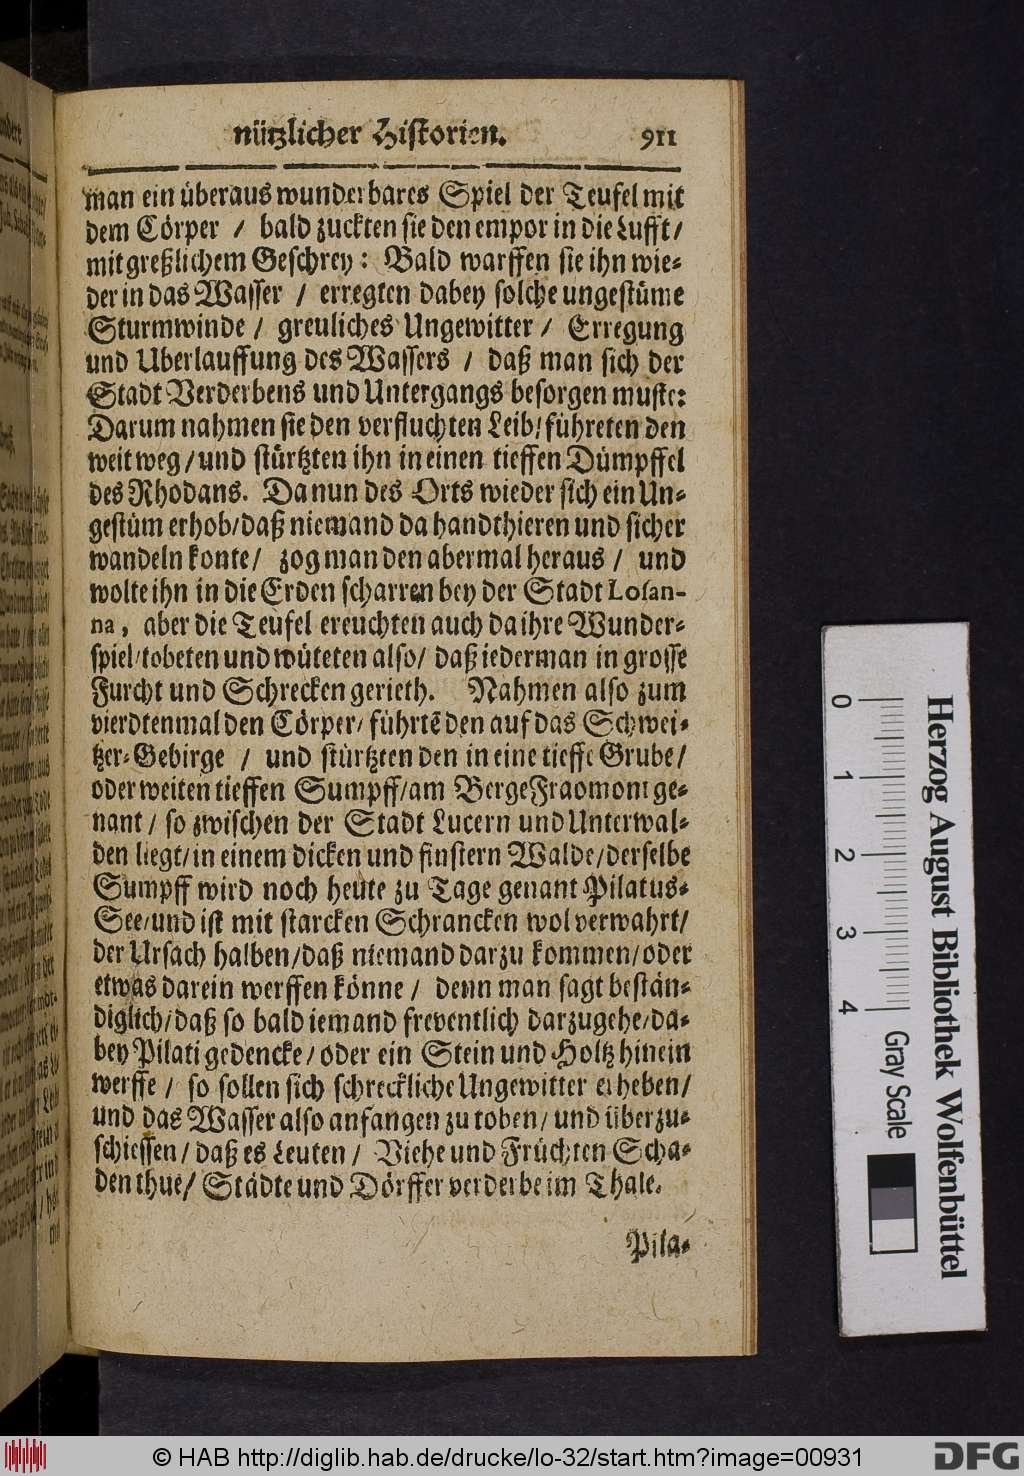 nützlicher Historien. 911
man ein überaus wunderbares Spiel der Teufel mit
dem Cörper / bald zuckten sie den empor in die Lufft /
mit greßlichem Geschrey: Bald warffen sie ihn wie-
der in das Wasser / erregten dabey solche ungestüme
Sturmwinde / greuliches Ungewitter / Erregung
und Uberlauffung des Wassers / daß man sich der
Stadt Verderbens und Untergangs besorgen muste:
Darum nahmen sie den verfluchten Leib / führeten den
weit weg / und stürtzten ihn in einen tieffen Dümpffel
des Rhodans. Da nun des Orts wieder sich ein Un-
gestüm erhob / daß niemand da handthieren und sicher
wandeln konte / zog man den abermal heraus / und
wolte ihn in die Erden scharren bey der Stadt Losan-
na, aber die Teufel ereuchten auch da ihre Wunder-
spiel / tobeten und wüteten also / daß iederman in grosse
Furcht und Schrecken gerieth. Nahmen also zum
vierdtenmal den Cörper / führtē den auf das Schwei-
tzer-Gebirge / und stürtzten den in eine tieffe Grube /
oder weiten tieffen Sumpff / am Berge Fraomont ge-
nant / so zwischen der Stadt Lucern und Unterwal-
den liegt / in einem dicken und finstern Walde / derselbe
Sumpff wird noch heute zu Tage genant Pilatus-
See / und ist mit starcken Schrancken wol verwahrt /
der Ursach halben / daß niemand darzu kommen / oder
etwas darein werffen könne / denn man sagt bestän-
diglich / daß so bald iemand freventlich darzugehe / da-
bey Pilati gedencke / oder ein Stein und Holtz hinein
werffe / so sollen sich schreckliche Ungewitter erheben /
und das Wasser also anfangen zu toben / und überzu-
schiessen / daß es Leuten / Viehe und Früchten Scha-
den thue / Städte und Dörffer verderbe im Thale.
Pila-
Herzog August Bibliothek Wolfenbüttel
0 1 2 3 4 Gray Scale
© HAB http://diglib.hab.de/drucke/lo-32/start.htm?image=00931
DFG